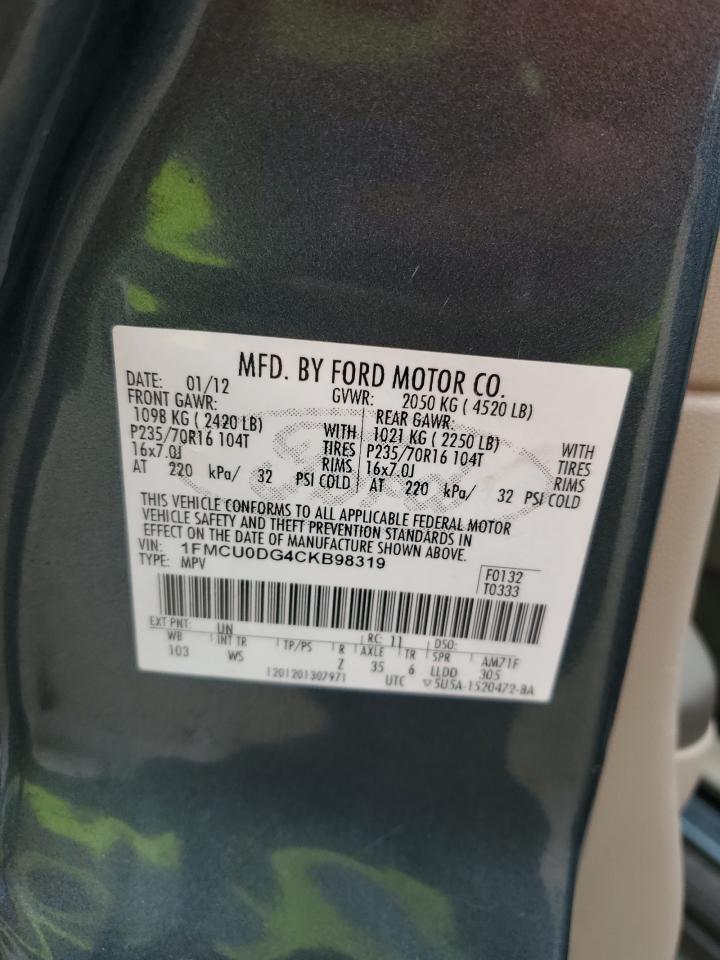 MFD. BY FORD MOTOR CO.
DATE: 01/12 GVWR: 2050 KG ( 4520 LB)
FRONT GAWR: REAR GAWR:
1098 KG ( 2420 LB) WITH 1021 KG ( 2250 LB) WITH
P235/70R16 104T TIRES P235/70R16 104T TIRES
16x7.0J RIMS 16x7.0J RIMS
AT 220 kPa/ 32 PSI COLD AT 220 kPa/ 32 PSI COLD
THIS VEHICLE CONFORMS TO ALL APPLICABLE FEDERAL MOTOR
VEHICLE SAFETY AND THEFT PREVENTION STANDARDS IN
EFFECT ON THE DATE OF MANUFACTURE SHOWN ABOVE.
VIN: 1FMCU0DG4CKB98319
TYPE: MPV
F0132
T0333
EXT PNT: UN RC: 11 DSO:
WB INT TR TP/PS R AXLE TR SPR AM71F
103 WS Z 35 6 LLDD 305
1201201307971 UTC ▽5U5A-1520472-BA
Ford